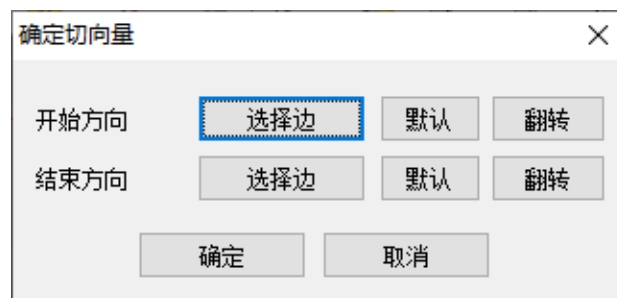 确定切向量
开始方向 选择边 默认 翻转
结束方向 选择边 默认 翻转
确定 取消